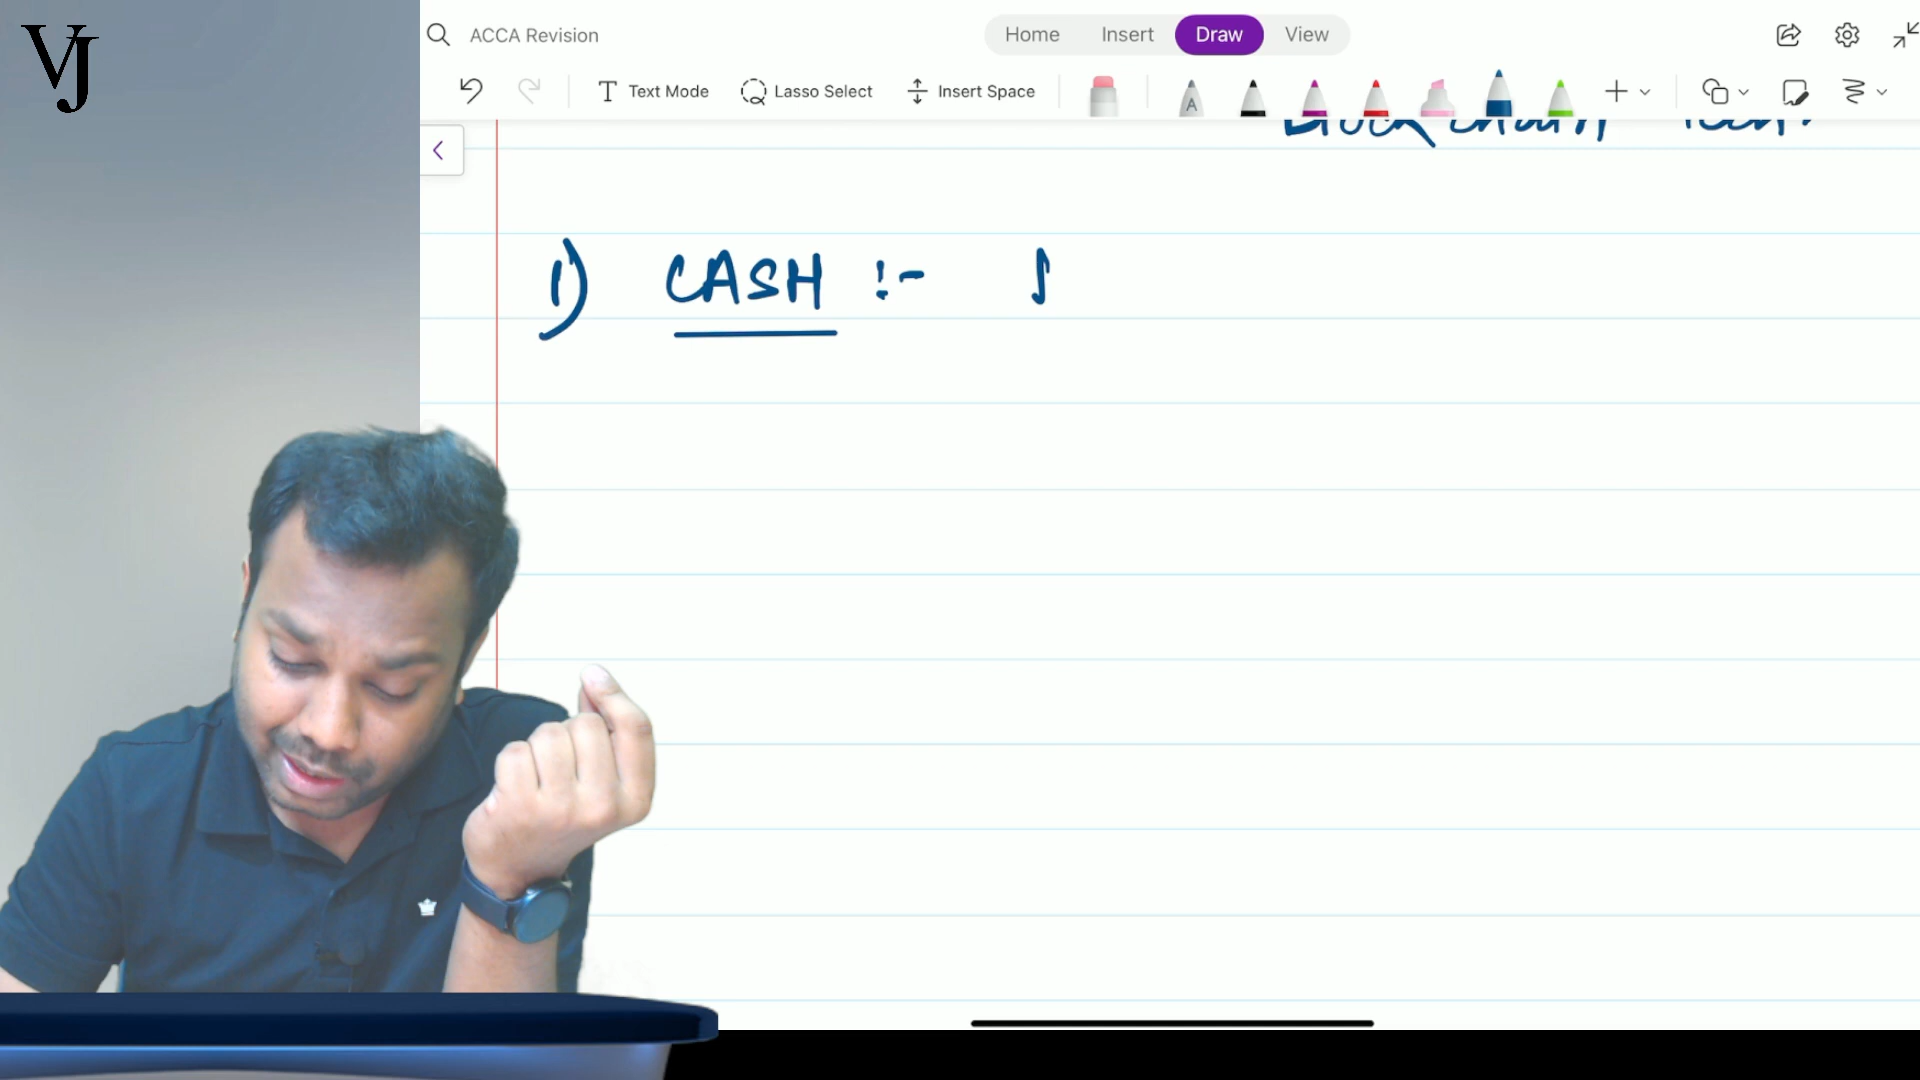 VJ
ACCA Revision
Home Insert Draw View
Text Mode Lasso Select Insert Space
A
1) CASH :-